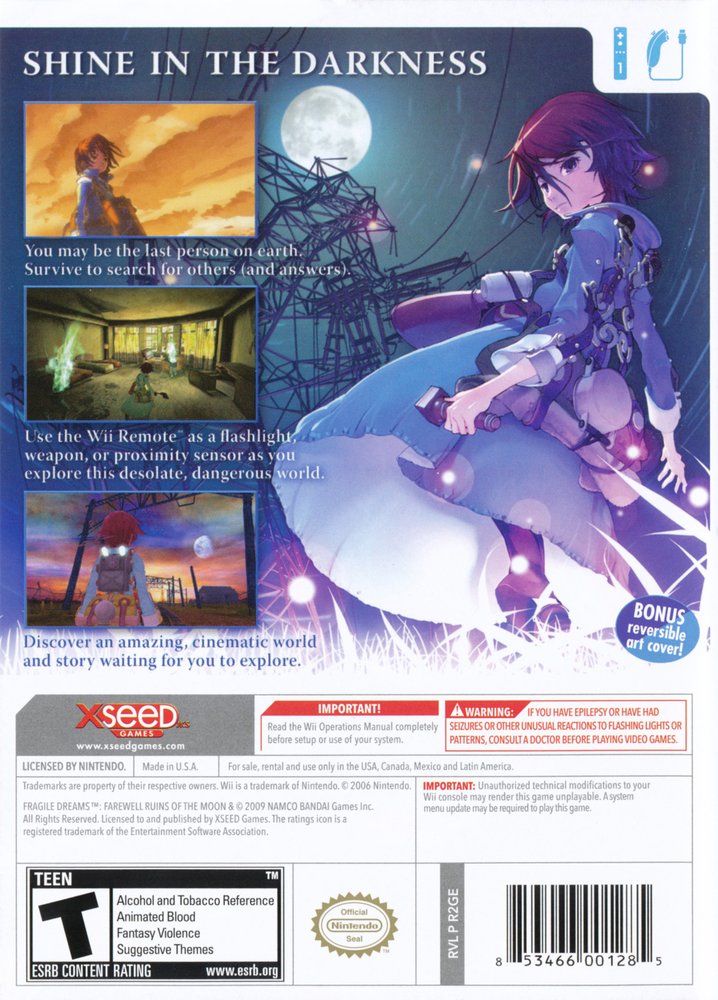 SHINE IN THE DARKNESS
1
You may be the last person on earth.
Survive to search for others (and answers).
Use the Wii Remote™ as a flashlight,
weapon, or proximity sensor as you
explore this desolate, dangerous world.
Discover an amazing, cinematic world
and story waiting for you to explore.
BONUS
reversible
art cover!
XSEED JKS
GAMES
www.xseedgames.com
IMPORTANT!
Read the Wii Operations Manual completely
before setup or use of your system.
WARNING: IF YOU HAVE EPILEPSY OR HAVE HAD
SEIZURES OR OTHER UNUSUAL REACTIONS TO FLASHING LIGHTS OR
PATTERNS, CONSULT A DOCTOR BEFORE PLAYING VIDEO GAMES.
LICENSED BY NINTENDO.
Made in U.S.A.
For sale, rental and use only in the USA, Canada, Mexico and Latin America.
Trademarks are property of their respective owners. Wii is a trademark of Nintendo. © 2006 Nintendo.
FRAGILE DREAMS™: FAREWELL RUINS OF THE MOON & © 2009 NAMCO BANDAI Games Inc.
All Rights Reserved. Licensed to and published by XSEED Games. The ratings icon is a
registered trademark of the Entertainment Software Association.
IMPORTANT: Unauthorized technical modifications to your
Wii console may render this game unplayable. A system
menu update may be required to play this game.
TEEN ™
T
Alcohol and Tobacco Reference
Animated Blood
Fantasy Violence
Suggestive Themes
ESRB CONTENT RATING www.esrb.org
Official
Nintendo
Seal
™
RVL P R2GE
8 53466 00128 5